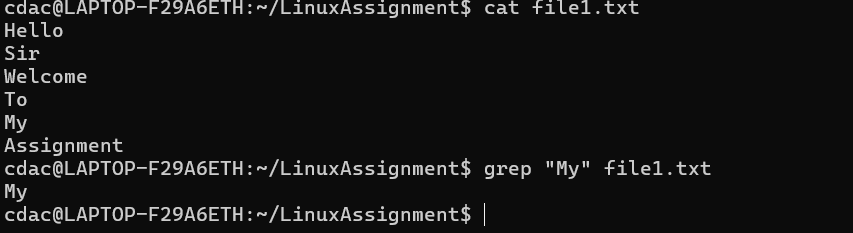 cdac@LAPTOP-F29A6ETH:~/LinuxAssignment$ cat file1.txt
Hello
Sir
Welcome
To
My
Assignment
cdac@LAPTOP-F29A6ETH:~/LinuxAssignment$ grep "My" file1.txt
My
cdac@LAPTOP-F29A6ETH:~/LinuxAssignment$